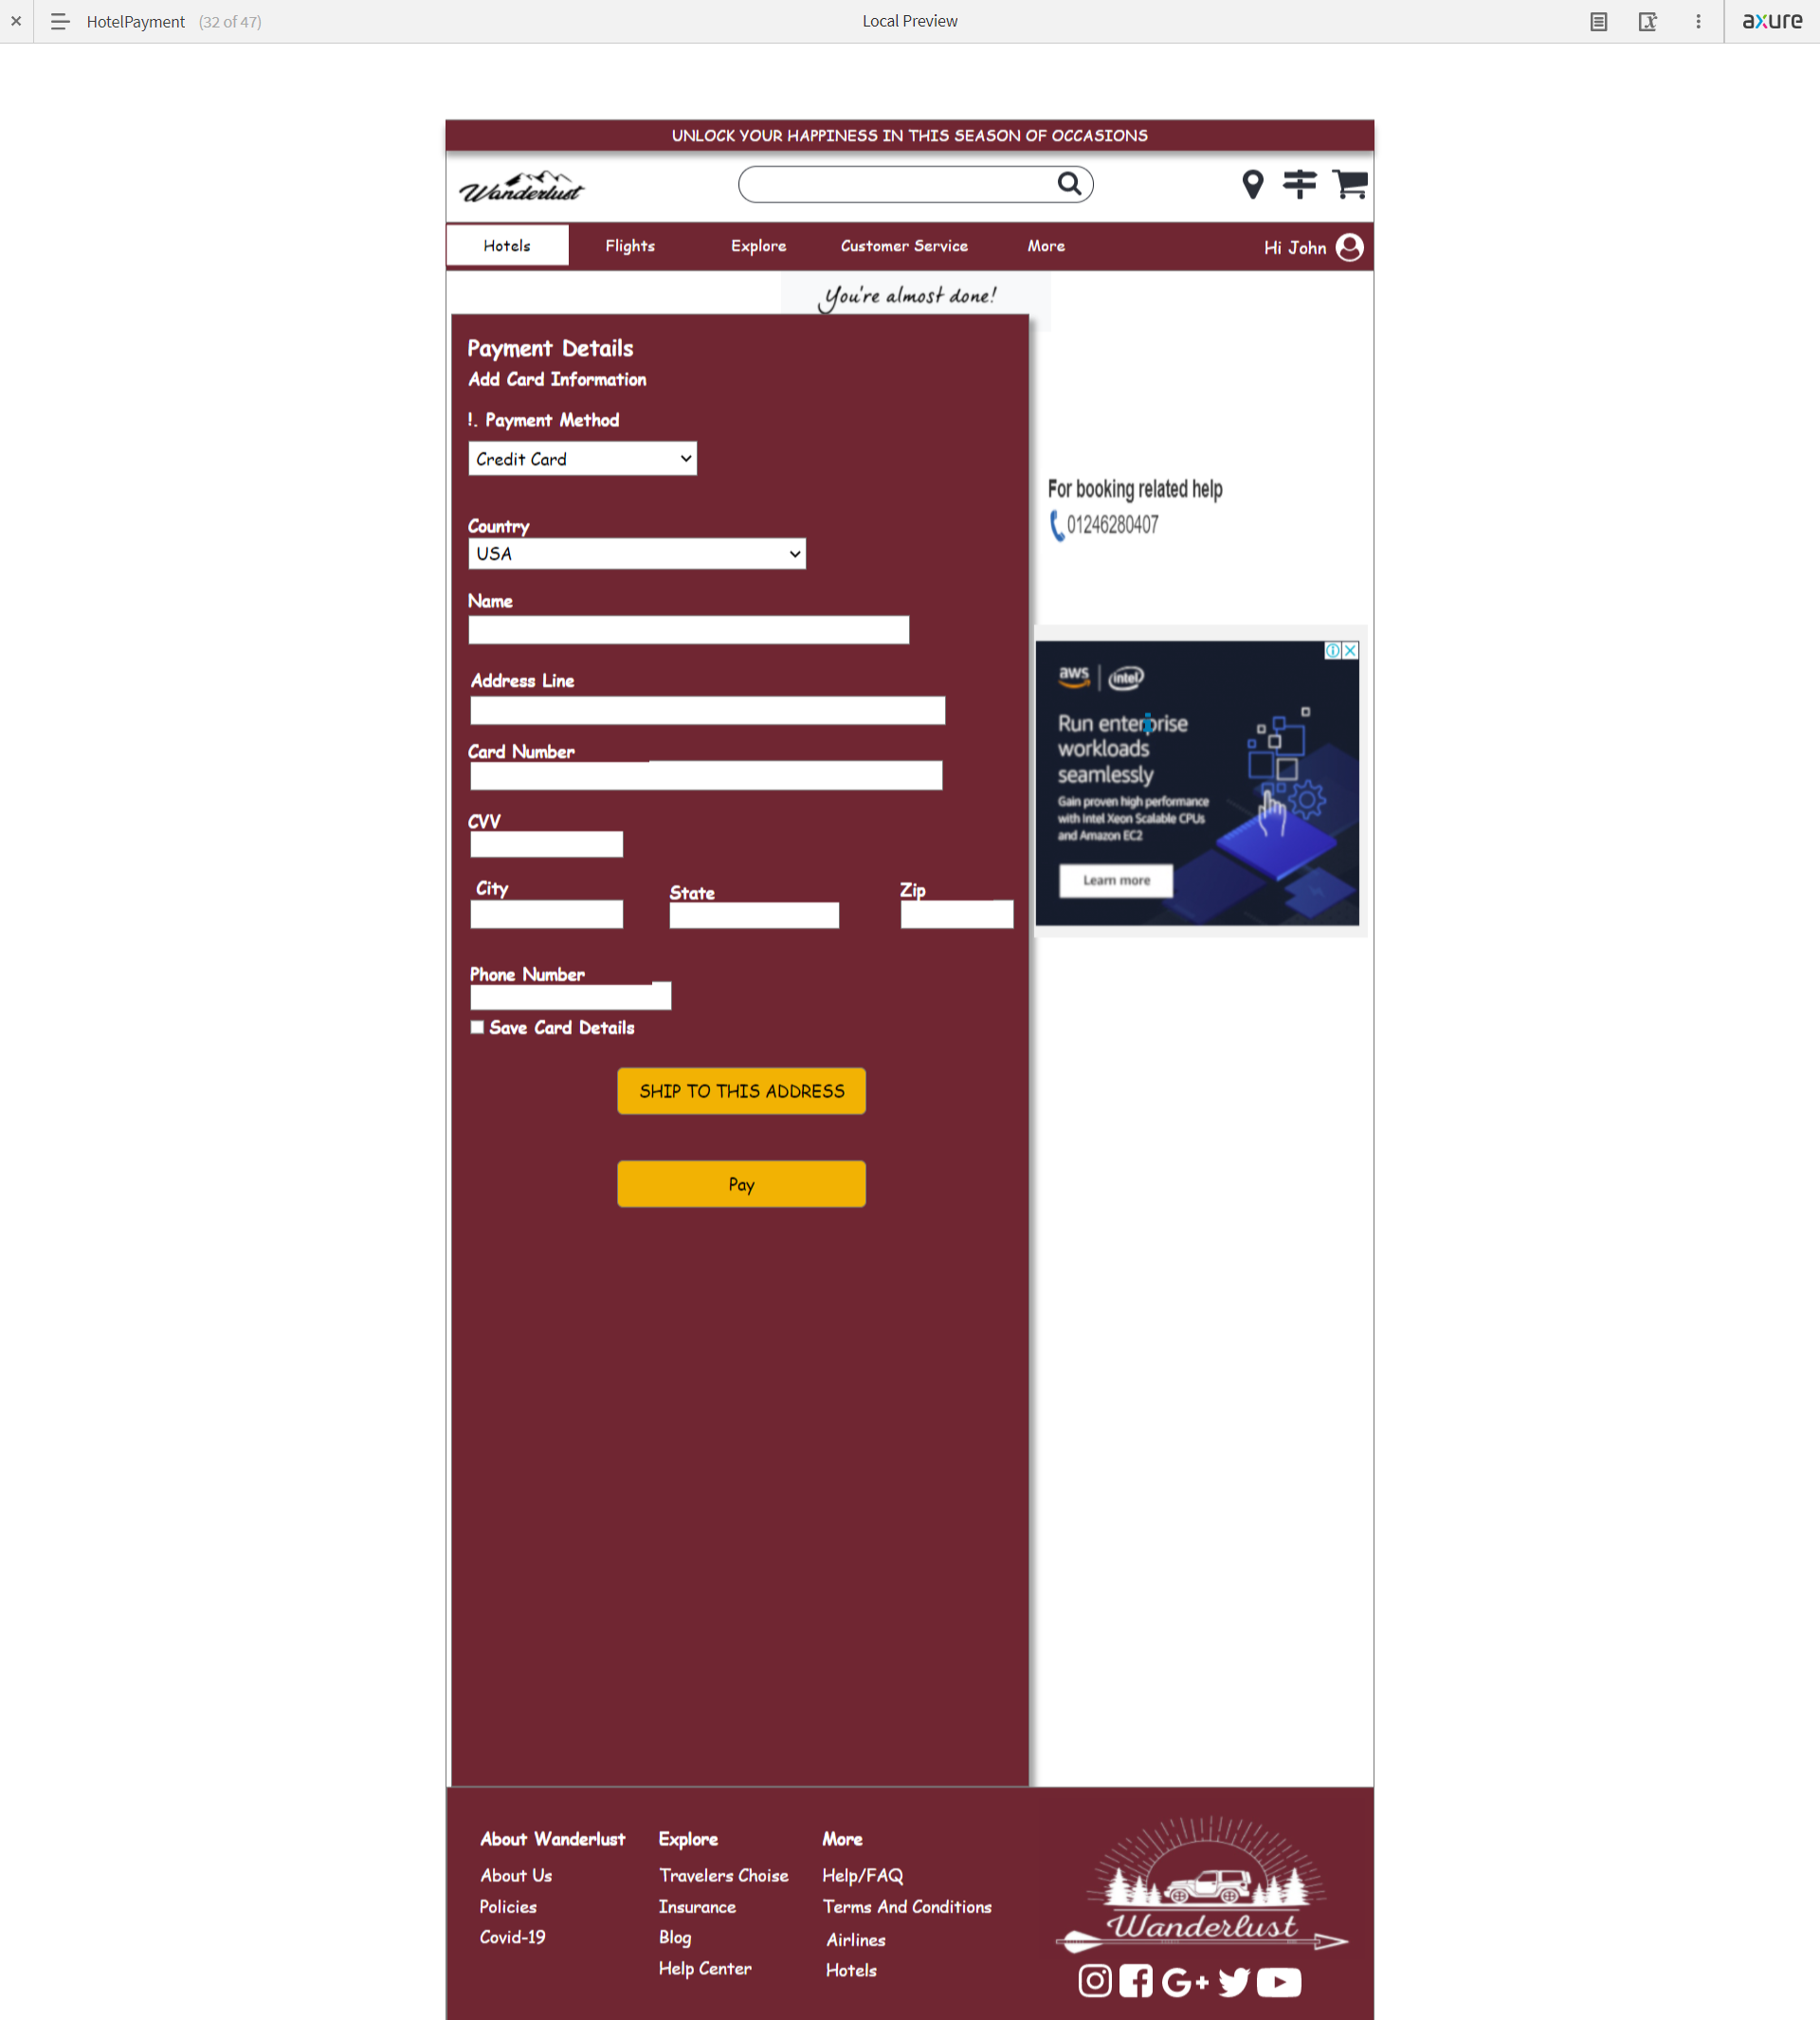 HotelPayment (32 of 47)
Local Preview
axure
UNLOCK YOUR HAPPINESS IN THIS SEASON OF OCCASIONS
Wanderlust
Hotels Flights Explore Customer Service More Hi John
You're almost done!
Payment Details
Add Card Information
!. Payment Method
Credit Card
Country
USA
Name
Address Line
Card Number
CVV
City State Zip
Phone Number
Save Card Details
SHIP TO THIS ADDRESS
Pay
For booking related help
01246280407
aws intel
Run enterprise
workloads
seamlessly
Gain proven high performance
with Intel Xeon Scalable CPUs
and Amazon EC2
Learn more
About Wanderlust
About Us
Policies
Covid-19
Explore
Travelers Choise
Insurance
Blog
Help Center
More
Help/FAQ
Terms And Conditions
Airlines
Hotels
Wanderlust
G+